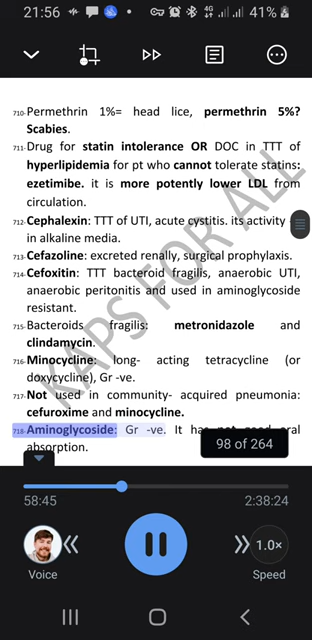 21:56
4G
41%
710- Permethrin 1%= head lice, permethrin 5%?
Scabies.
711- Drug for statin intolerance OR DOC in TTT of
hyperlipidemia for pt who cannot tolerate statins:
ezetimibe. it is more potently lower LDL from
circulation.
712- Cephalexin: TTT of UTI, acute cystitis. its activity
in alkaline media.
713- Cefazoline: excreted renally, surgical prophylaxis.
714- Cefoxitin: TTT bacteroid fragilis, anaerobic UTI,
anaerobic peritonitis and used in aminoglycoside
resistant.
715- Bacteroids fragilis: metronidazole and
clindamycin.
716- Minocycline: long- acting tetracycline (or
doxycycline), Gr -ve.
717- Not used in community- acquired pneumonia:
cefuroxime and minocycline.
718- Aminoglycoside: Gr -ve. It has not good oral
absorption.
KAPS FOR ALL
98 of 264
58:45
2:38:24
1.0×
Voice
Speed